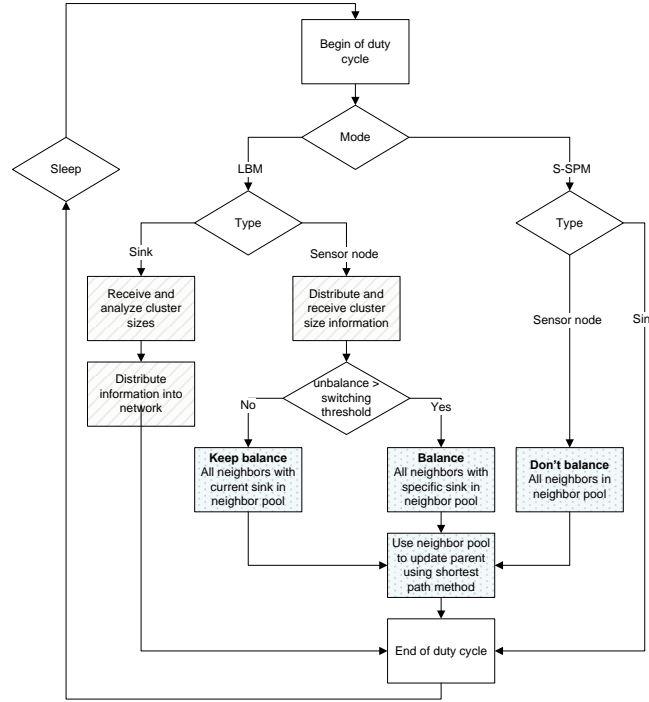 Begin of duty
cycle
Mode
Sleep
LBM
S-SPM
Type
Type
Sink
Sensor node
Receive and
analyze cluster
sizes
Distribute and
receive cluster
size information
Sensor node
Sin
Distribute
information into
network
unbalance >
switching
threshold
No
Yes
Keep balance
All neighbors with
current sink in
neighbor pool
Balance
All neighbors with
specific sink in
neighbor pool
Don't balance
All neighbors in
neighbor pool
Use neighbor pool
to update parent
using shortest
path method
End of duty cycle